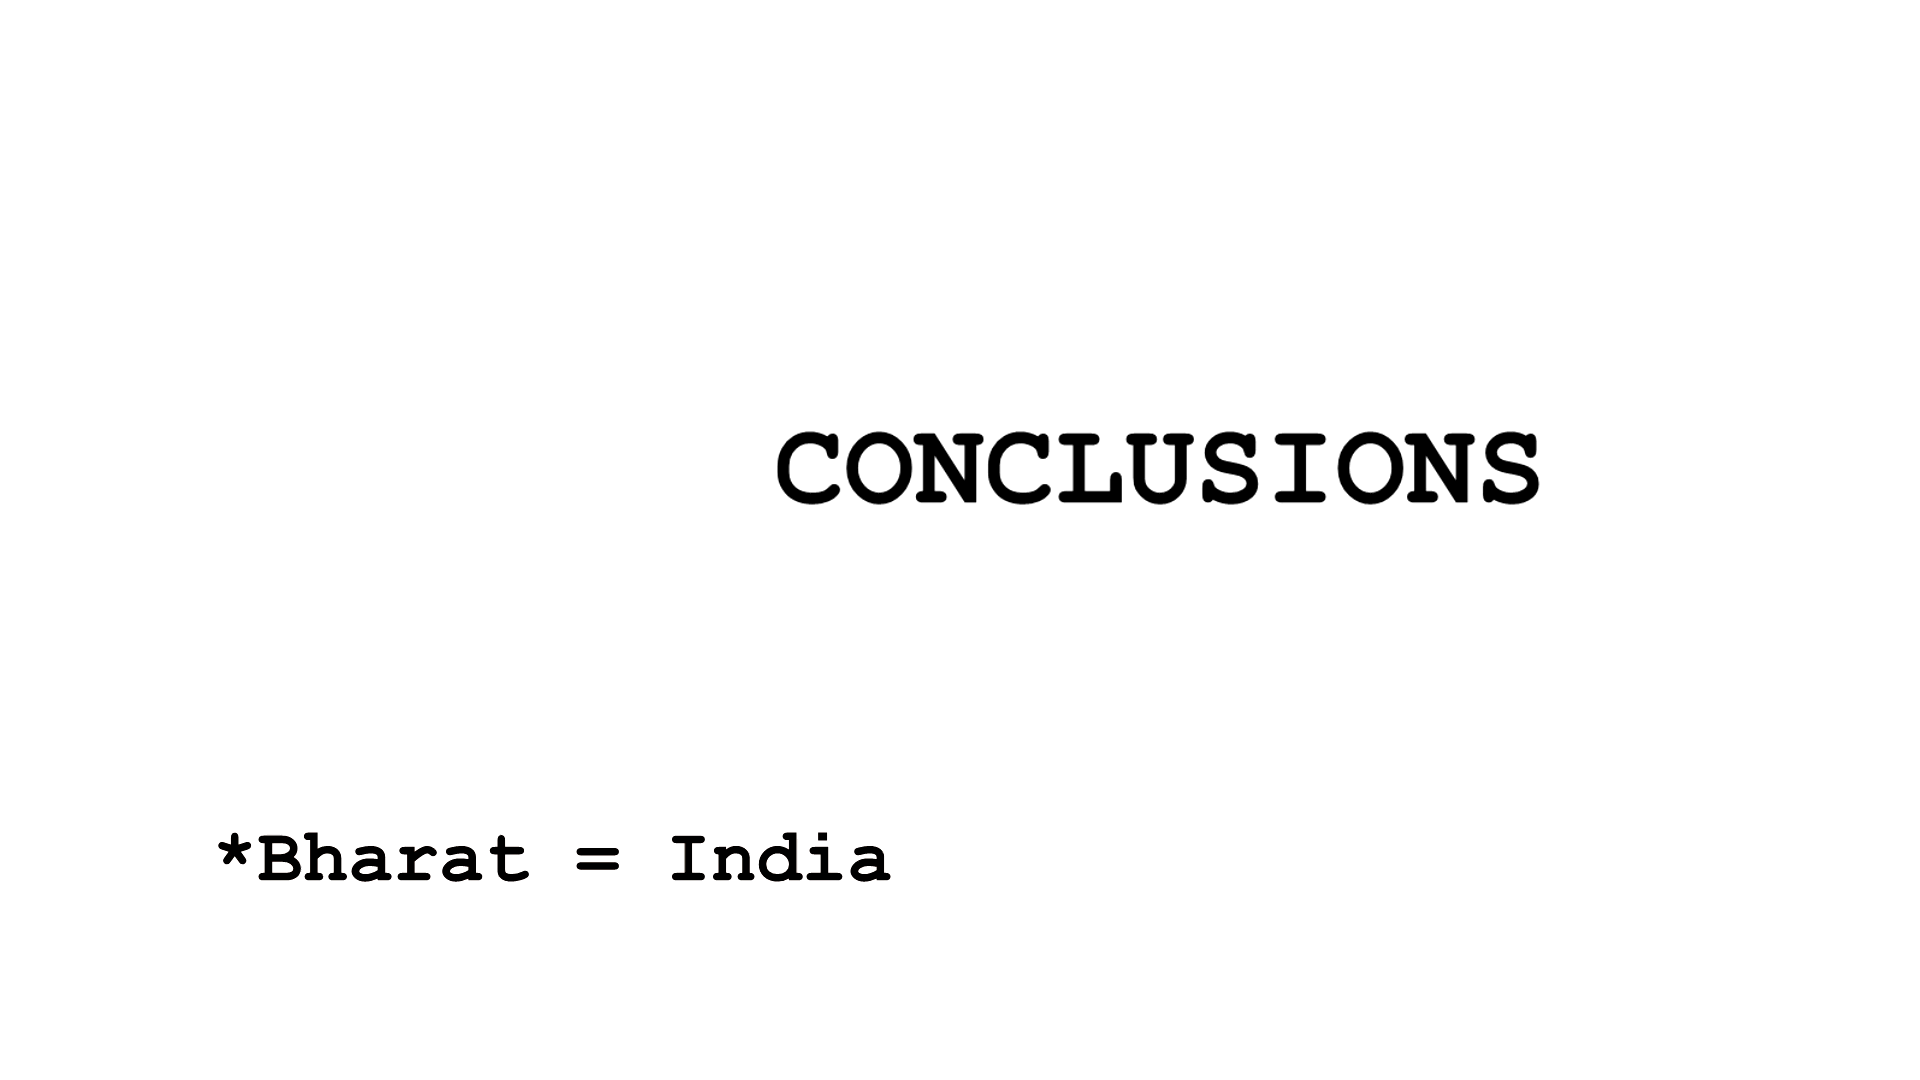 CONCLUSIONS
*Bharat = India